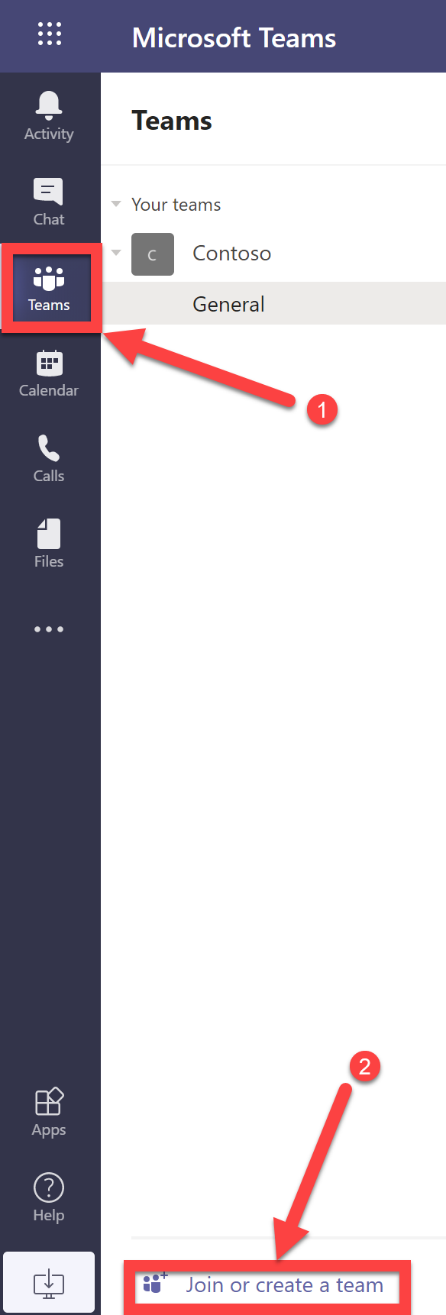 Microsoft Teams
Activity
Chat
Teams
Calendar
Calls
Files
Apps
Help
Teams
Your teams
C
Contoso
General
1
2
Join or create a team